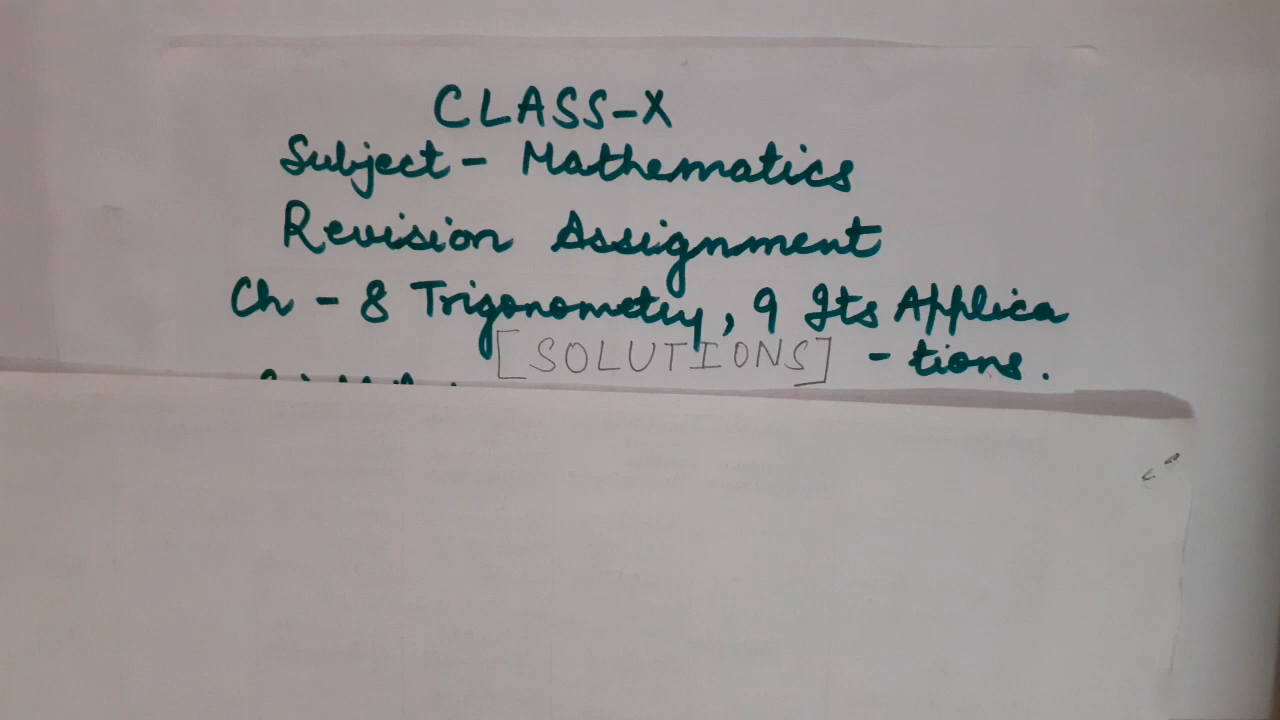 CLASS-X
Subject - Mathematics
Revision Assignment
Ch - 8 Trigonometry, 9 Its Applica
[SOLUTIONS] - tions.